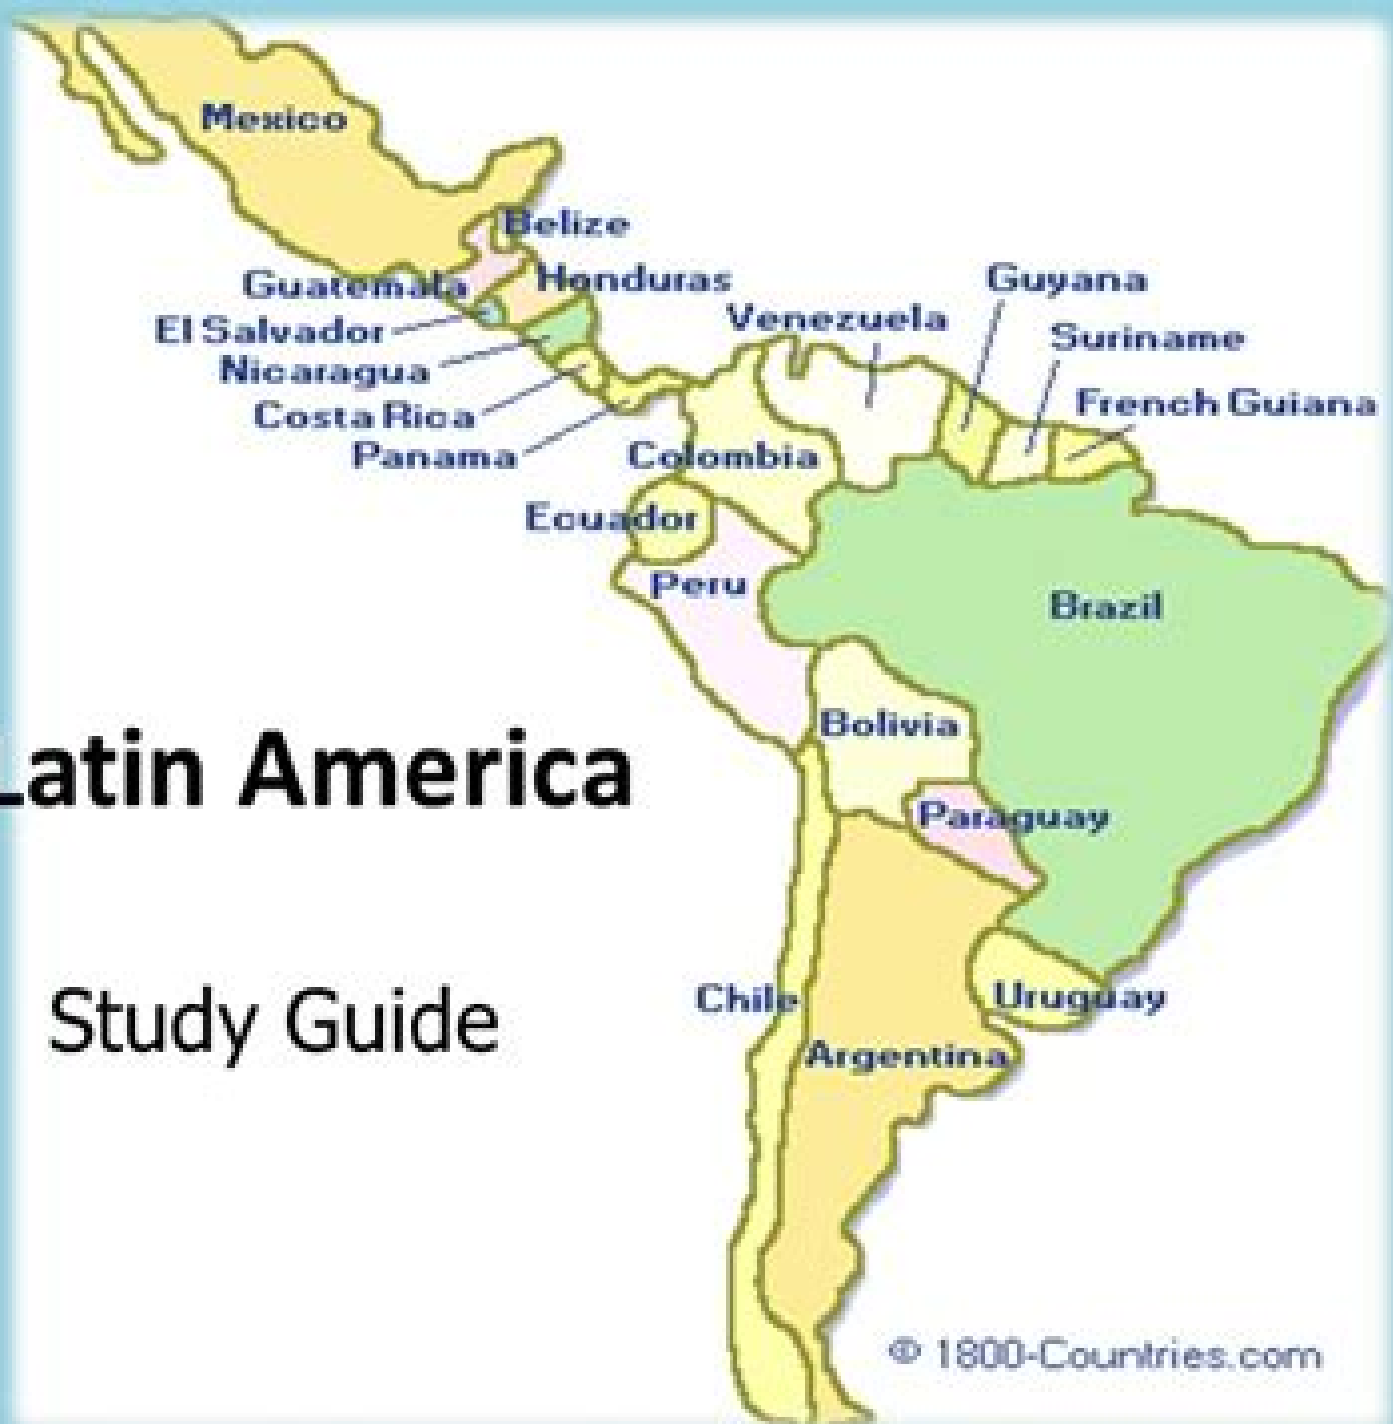 Mexico
Belize
Guatemala
Honduras
Guyana
El Salvador
Venezuela
Suriname
Nicaragua
Costa Rica
French Guiana
Panama
Colombia
Ecuador
Peru
Brazil
Bolivia
Latin America
Paraguay
Study Guide
Chile
Uruguay
Argentina
© 1800-Countries.com